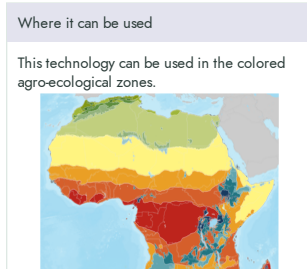 Where it can be used
This technology can be used in the colored
agro-ecological zones.